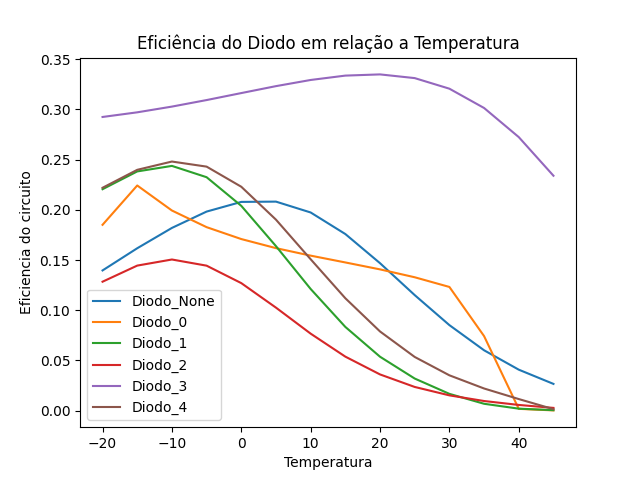 Eficiência do Diodo em relação a Temperatura
Eficiencia do circuito
0.35
0.30
0.25
0.20
0.15
0.10
0.05
0.00
Diodo_None
Diodo_0
Diodo_1
Diodo_2
Diodo_3
Diodo_4
−20 −10 0 10 20 30 40
Temperatura